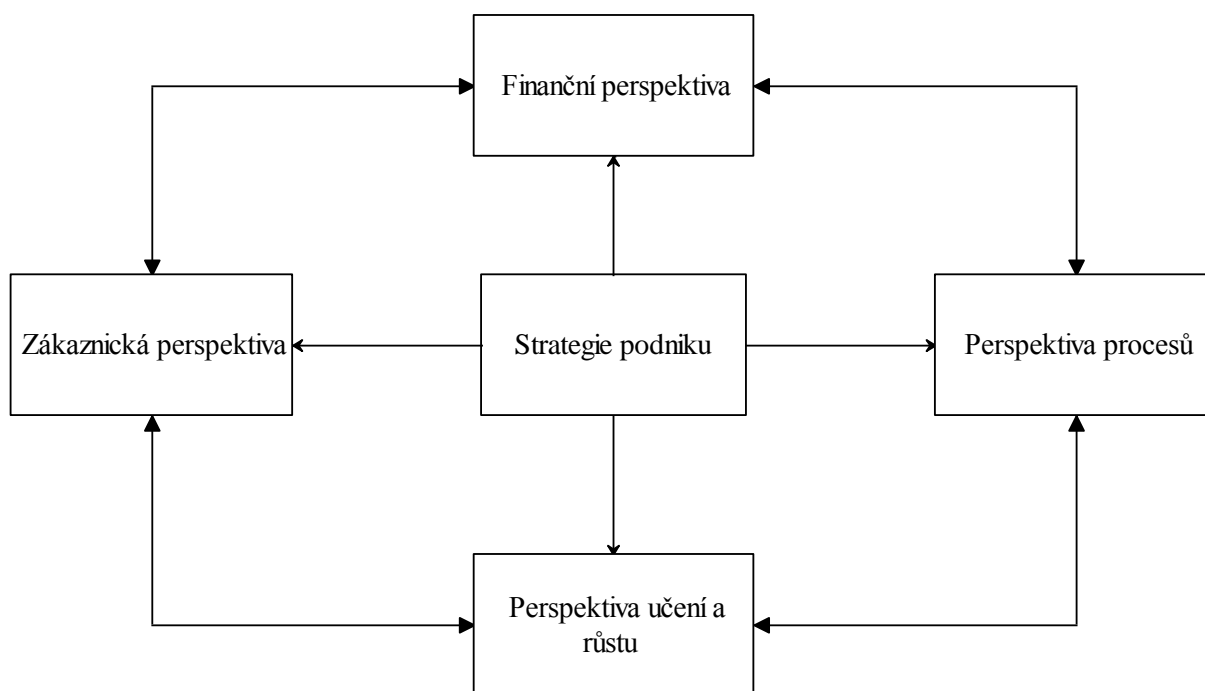 Finanční perspektiva
Zákaznická perspektiva
Strategie podniku
Perspektiva procesů
Perspektiva učení a
růstu